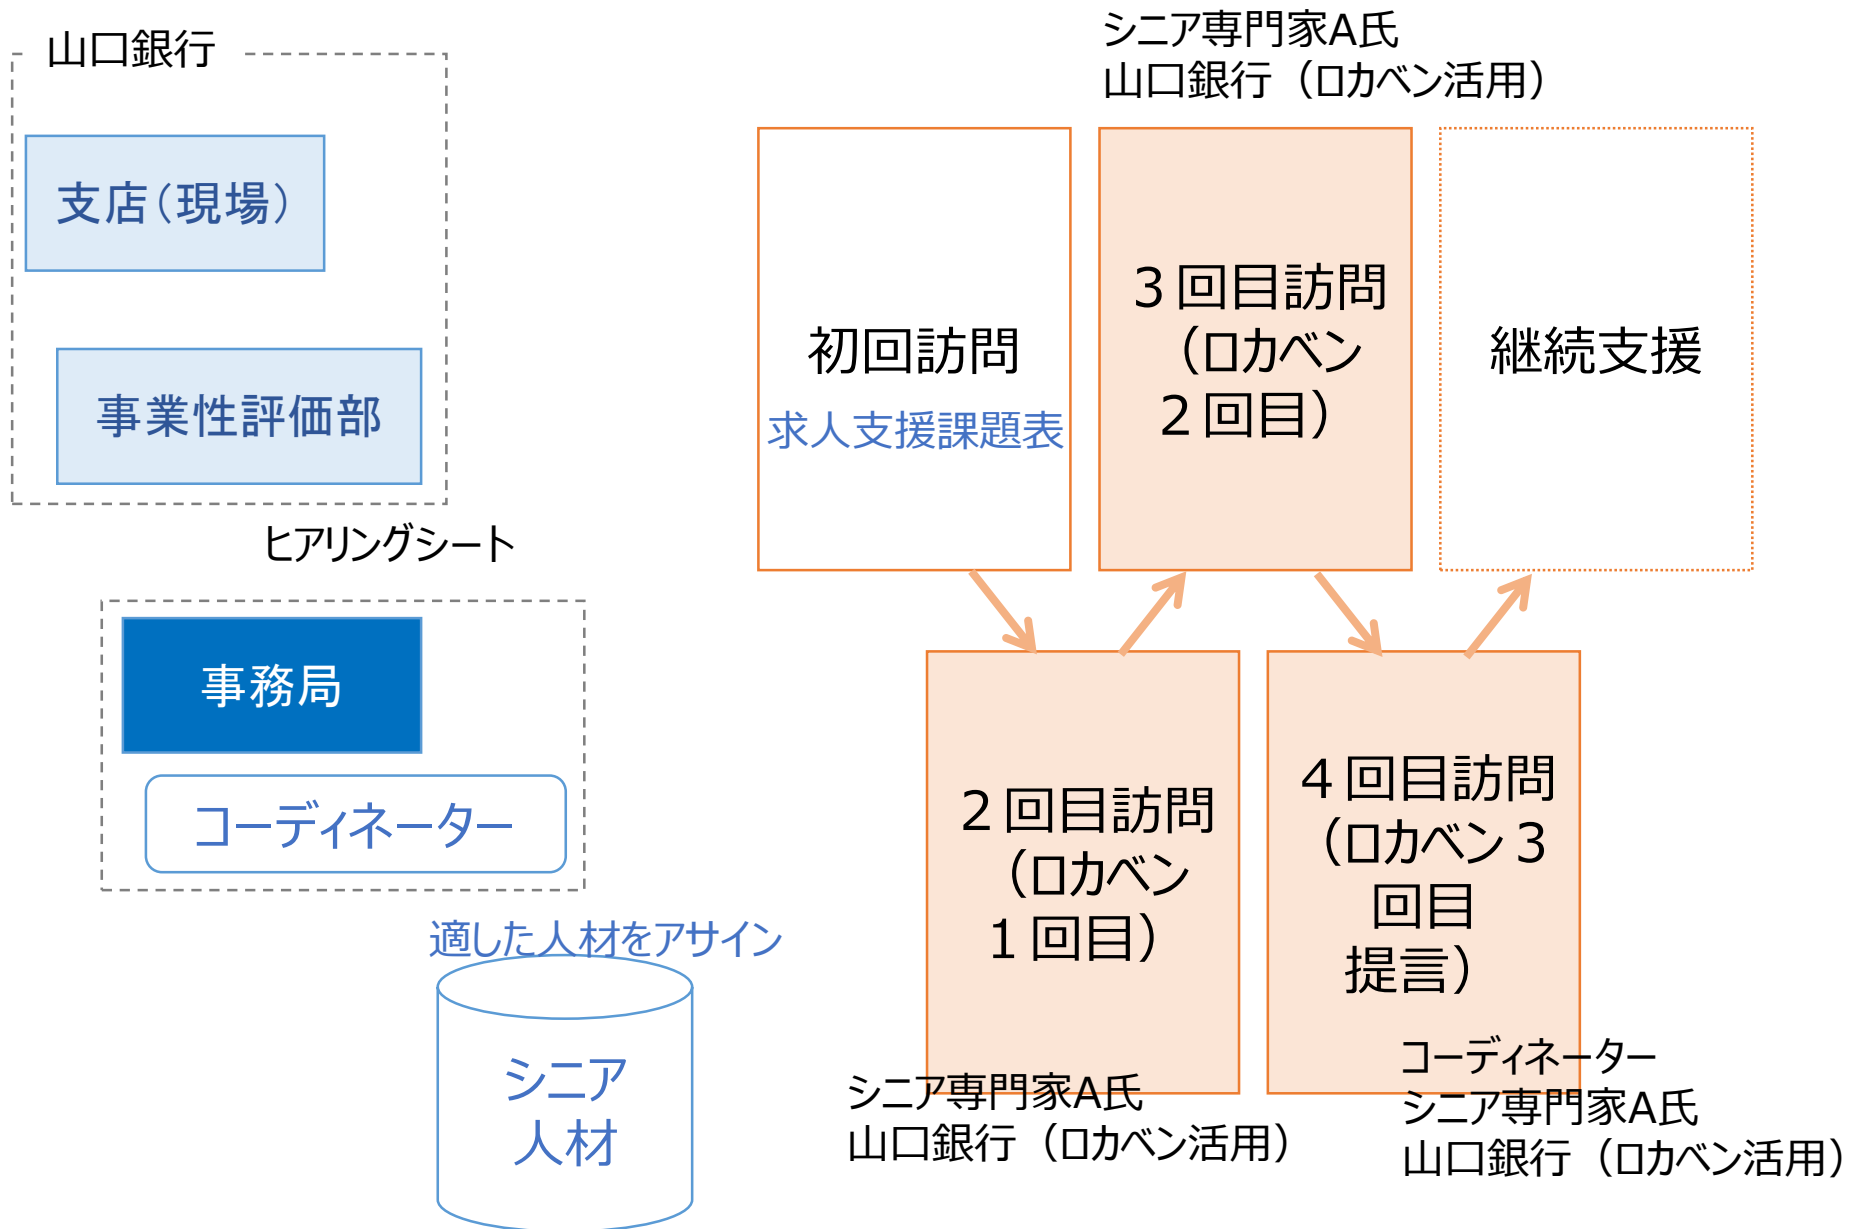 山口銀行
支店（現場）
事業性評価部
ヒアリングシート
事務局
コーディネーター
適した人材をアサイン
シニア
人材
シニア専門家A氏
山口銀行（ロカベン活用）
初回訪問
求人支援課題表
３回目訪問
（ロカベン
２回目）
継続支援
２回目訪問
（ロカベン
１回目）
シニア専門家A氏
山口銀行（ロカベン活用）
４回目訪問
（ロカベン３
回目
提言）
コーディネーター
シニア専門家A氏
山口銀行（ロカベン活用）